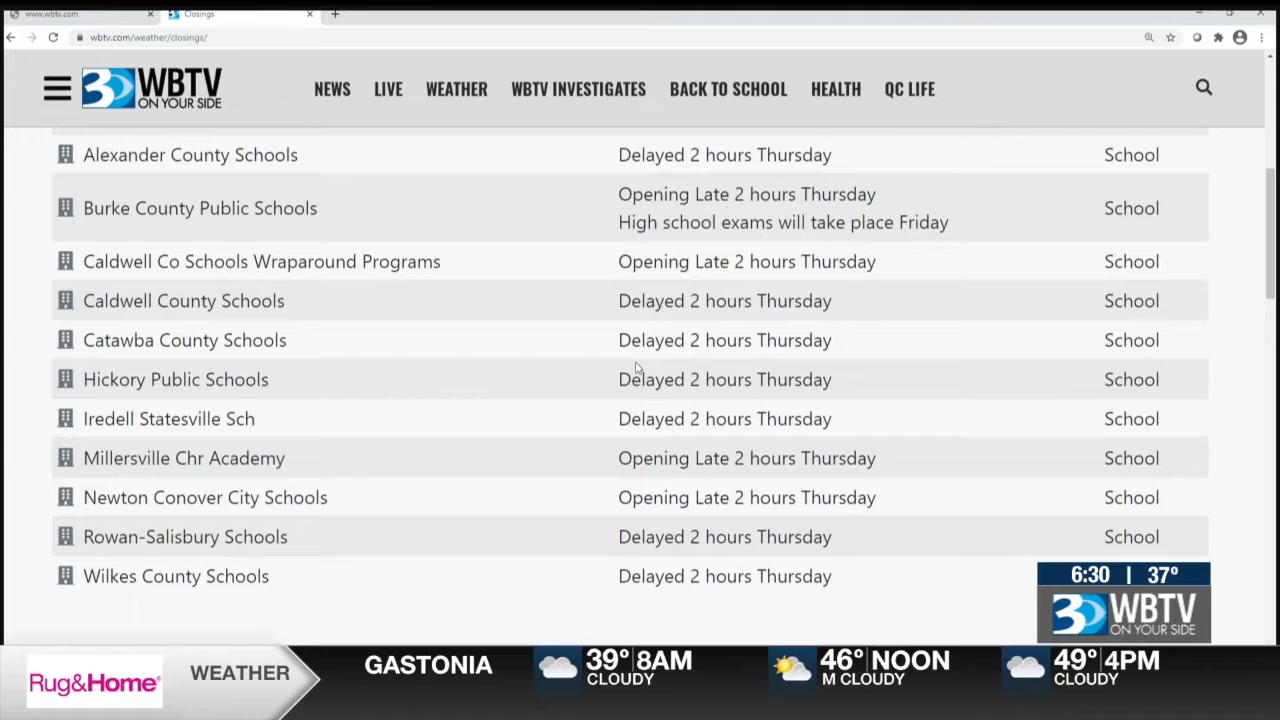 www.wbtv.com
Closings
wbtv.com/weather/closings/
3 WBTV
ON YOUR SIDE
NEWS LIVE WEATHER WBTV INVESTIGATES BACK TO SCHOOL HEALTH QC LIFE
Alexander County Schools Delayed 2 hours Thursday School
Burke County Public Schools Opening Late 2 hours Thursday School
High school exams will take place Friday
Caldwell Co Schools Wraparound Programs Opening Late 2 hours Thursday School
Caldwell County Schools Delayed 2 hours Thursday School
Catawba County Schools Delayed 2 hours Thursday School
Hickory Public Schools Delayed 2 hours Thursday School
Iredell Statesville Sch Delayed 2 hours Thursday School
Millersville Chr Academy Opening Late 2 hours Thursday School
Newton Conover City Schools Opening Late 2 hours Thursday School
Rowan-Salisbury Schools Delayed 2 hours Thursday School
Wilkes County Schools Delayed 2 hours Thursday
6:30 | 37°
3 WBTV
ON YOUR SIDE
Rug&Home®
WEATHER
GASTONIA
39° 8AM
CLOUDY
46° NOON
M CLOUDY
49° 4PM
CLOUDY